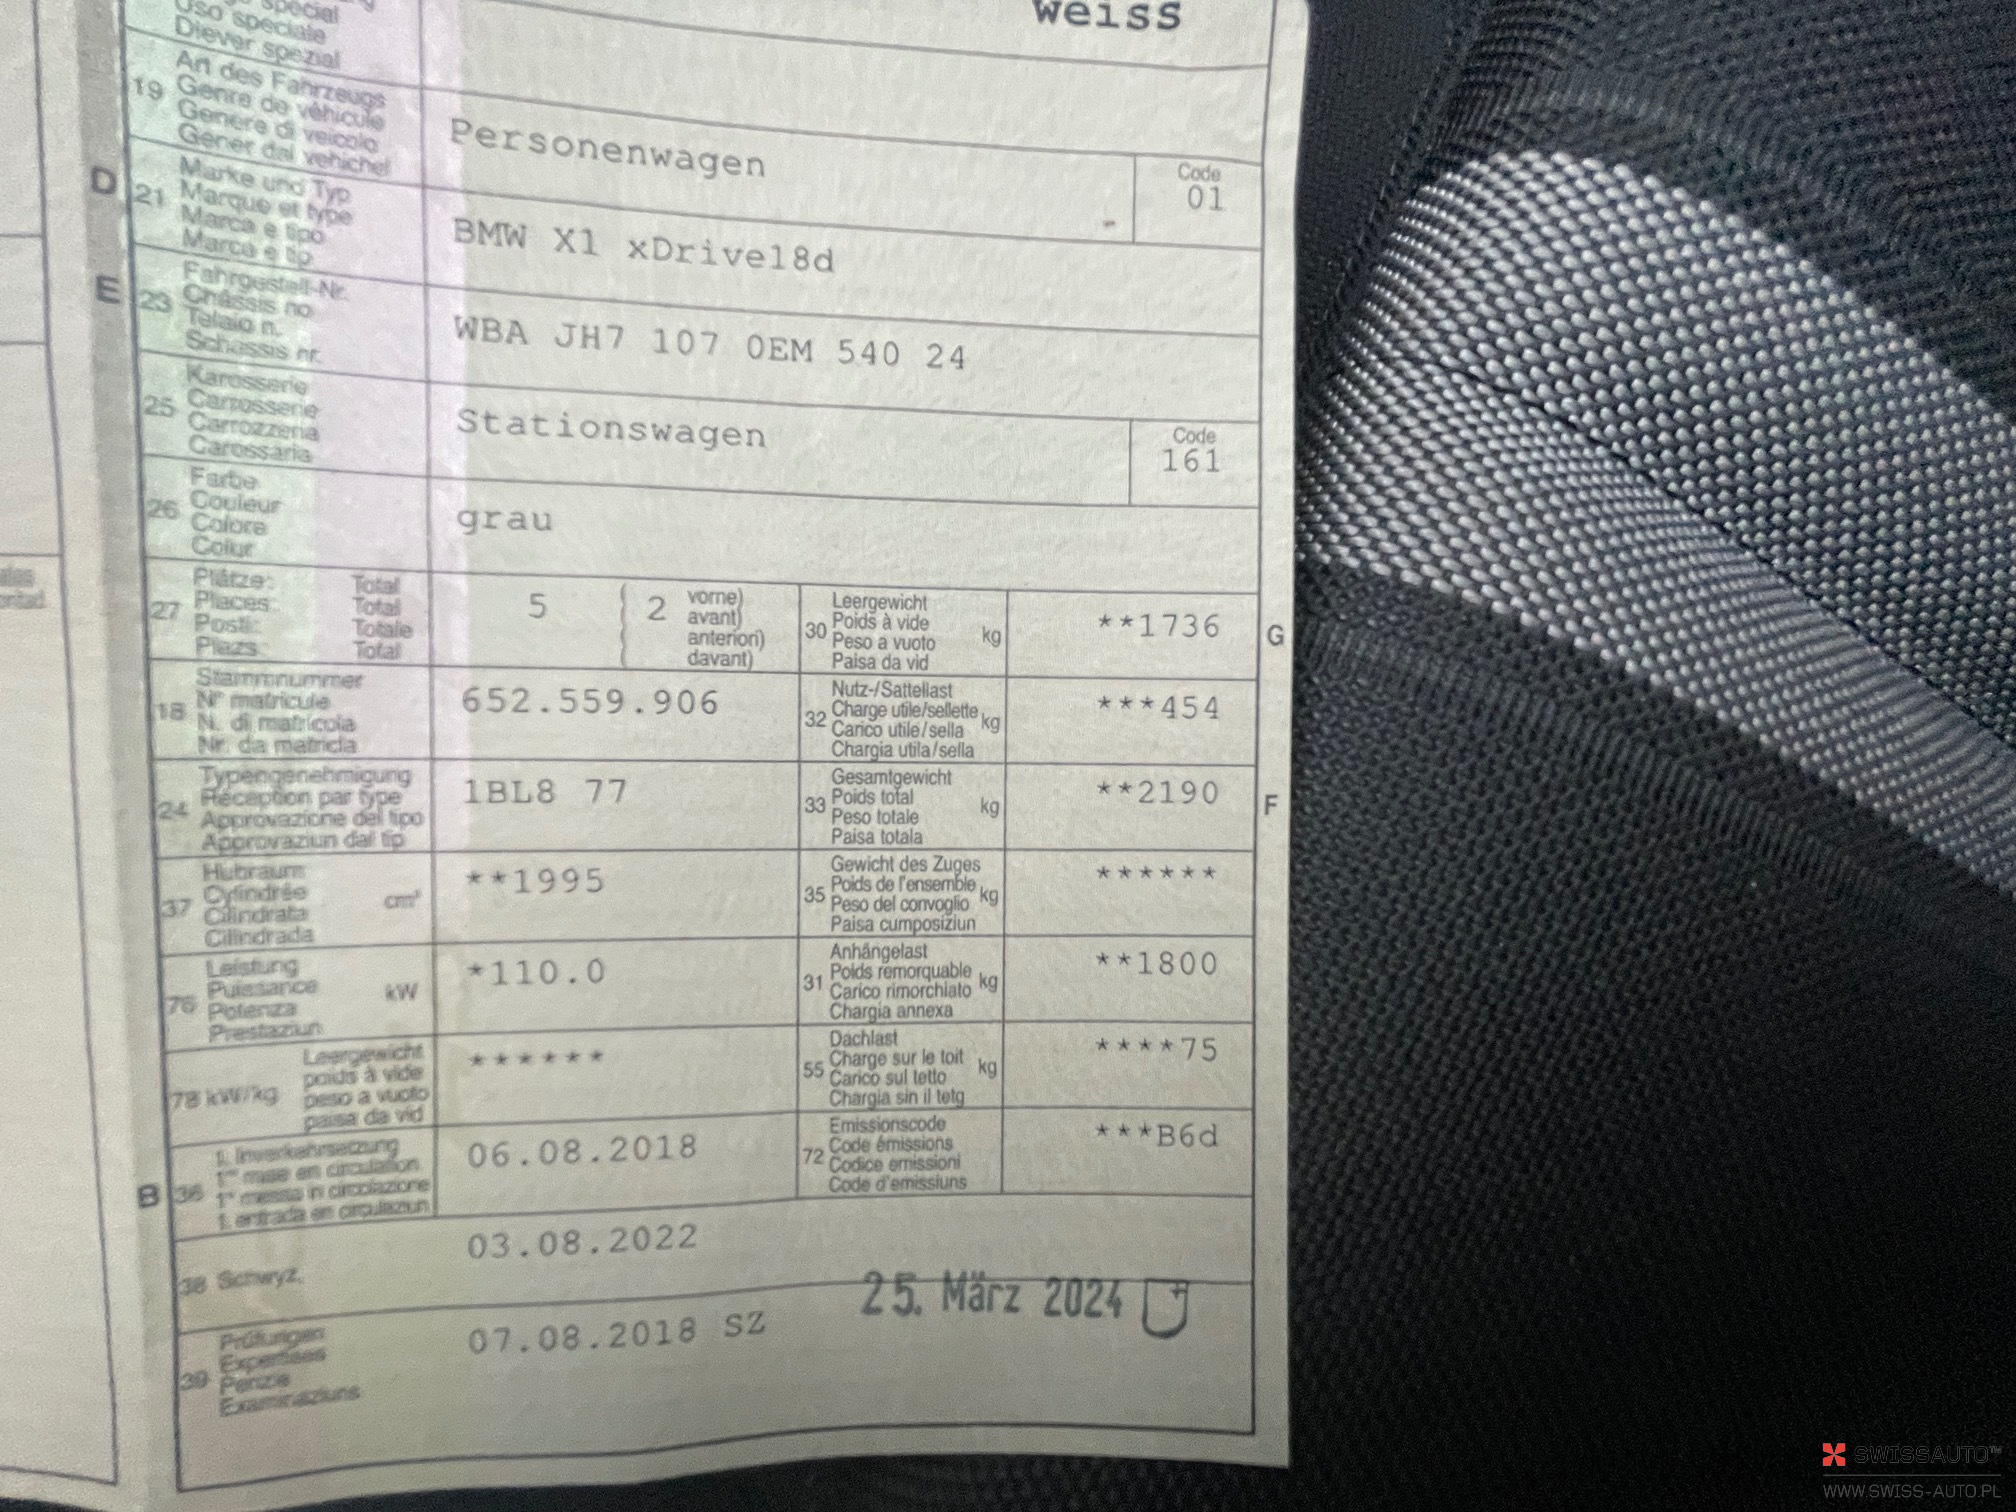 weiss
special
Uso speciale
Diever spezial
19 Art des Fahrzeugs
Genre de véhicule
Genere di veicolo
Gener dal vehichel
Personenwagen
Code
01
D
21 Marke und Typ
Marque et type
Marca e tipo
Marca e tip
BMW X1 xDrive18d
E
23 Fahrgestell-Nr.
Châssis no
Telaio n.
Schassis nr.
WBA JH7 107 0EM 540 24
25 Karosserie
Carrosserie
Carrozzeria
Carossaria
Stationswagen
Code
161
26 Farbe
Couleur
Colore
Colur
grau
27 Plätze: Total
Places: Total
Posti: Totale
Plazs: Total
5 2 vorne)
avant)
anteriori)
davant)
30 Leergewicht
Poids à vide
Peso a vuoto kg
Paisa da vid
**1736
G
18 Stammnummer
N° matricule
N. di matricola
Nr. da matricla
652.559.906
32 Nutz-/Sattellast
Charge utile/sellette kg
Carico utile/sella
Chargia utila/sella
***454
24 Typengenehmigung
Réception par type
Approvazione del tipo
Approvaziun dal tip
1BL8 77
33 Gesamtgewicht
Poids total kg
Peso totale
Paisa totala
**2190
F
37 Hubraum
Cylindrée cm³
Cilindrata
Cilindrada
**1995
35 Gewicht des Zuges
Poids de l'ensemble kg
Peso del convoglio
Paisa cumposiziun
******
76 Leistung
Puissance kW
Potenza
Prestaziun
*110.0
31 Anhängelast
Poids remorquable kg
Carico rimorchiato
Chargia annexa
**1800
78 kW/kg Leergewicht
poids à vide
peso a vuoto
paisa da vid
******
55 Dachlast
Charge sur le toit kg
Carico sul tetto
Chargia sin il tetg
****75
B
36 1. Inverkehrsetzung
1re mise en circulation
1a messa in circolazione
1. entrada en circulaziun
06.08.2018
72 Emissionscode
Code émissions
Codice emissioni
Code d'emissiuns
***B6d
38 Schwyz,
03.08.2022
25. März 2024
39 Prüfungen
Expertises
Perizie
Examinaziuns
07.08.2018 SZ
SWISSAUTO™
WWW.SWISS-AUTO.PL